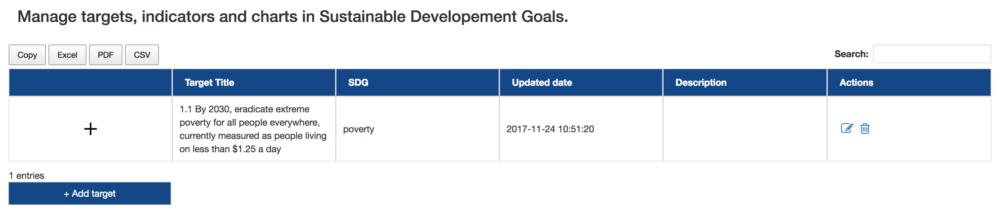 Manage targets, indicators and charts in Sustainable Developement Goals.
Copy Excel PDF CSV Search:
Target Title SDG Updated date Description Actions
1.1 By 2030, eradicate extreme
poverty for all people everywhere,
currently measured as people living
on less than $1.25 a day
poverty
2017-11-24 10:51:20
1 entries
+ Add target